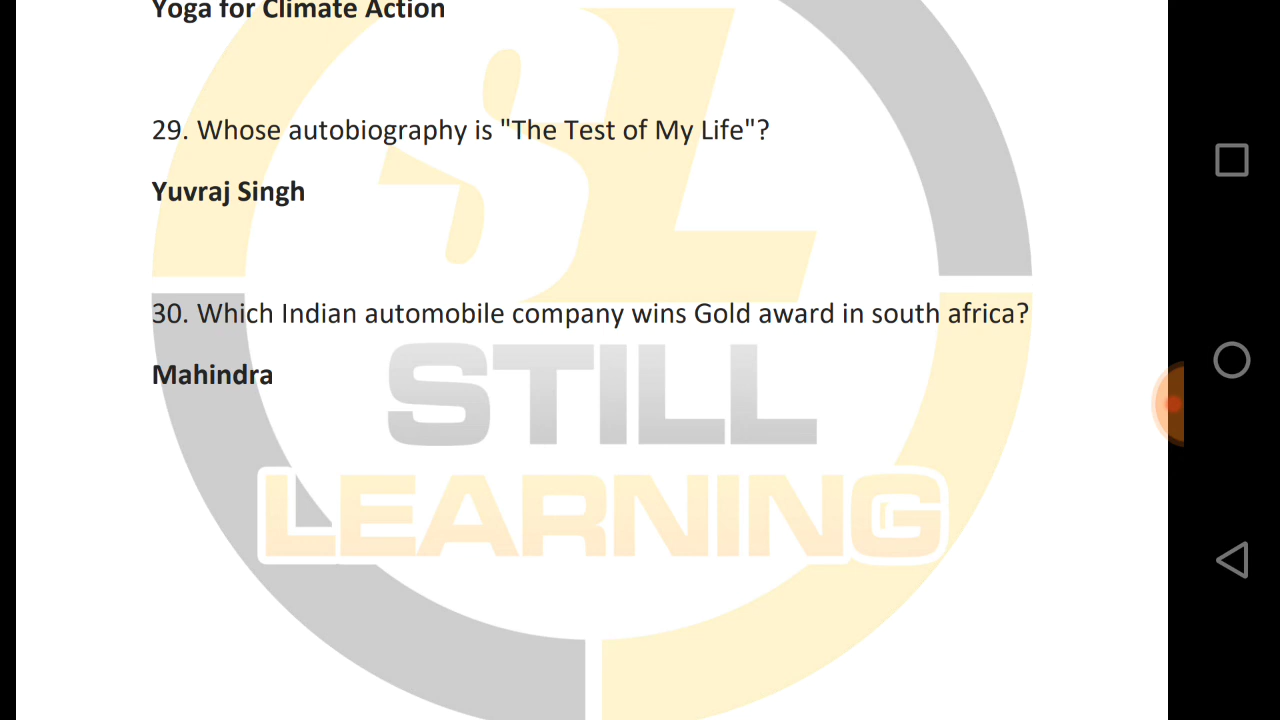 Yoga for Climate Action
29. Whose autobiography is "The Test of My Life"?
Yuvraj Singh
30. Which Indian automobile company wins Gold award in south africa?
Mahindra
SL
STILL
LEARNING